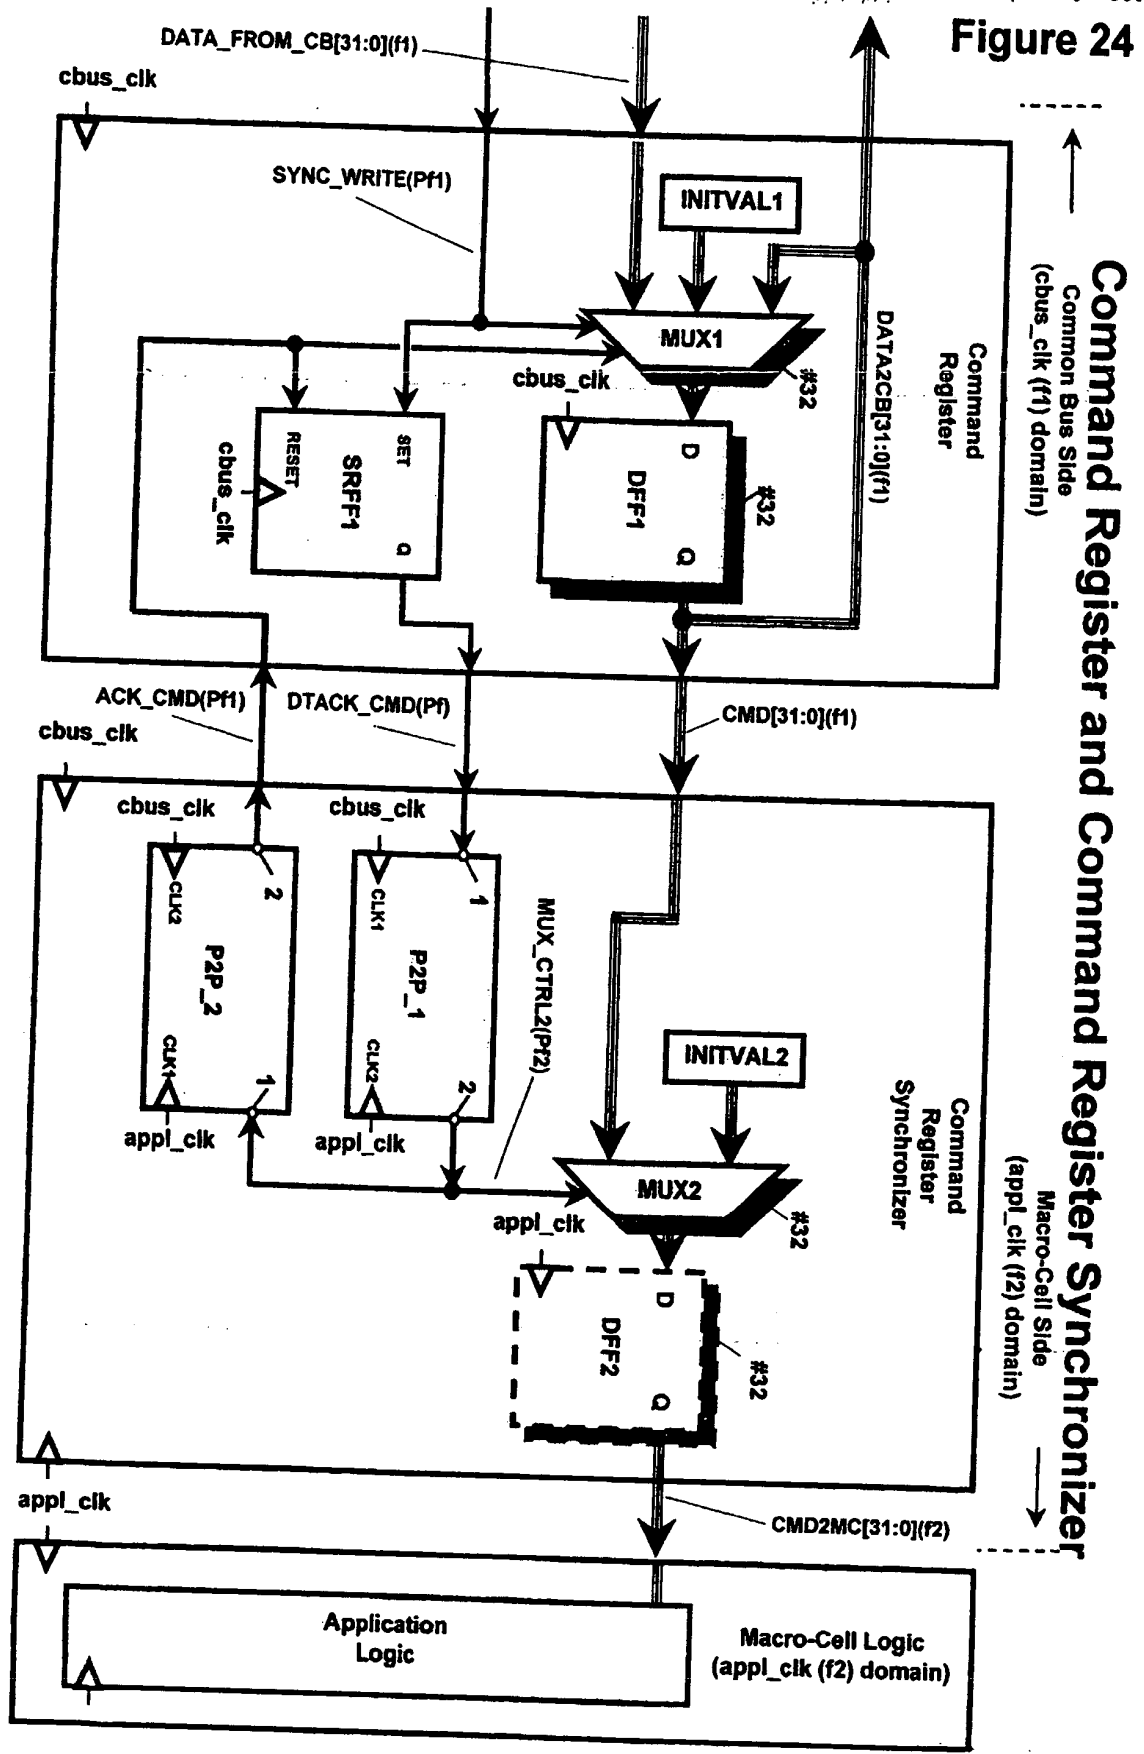 Figure 24
Command Register and Command Register Synchronizer
Common Bus Side
(cbus_clk (f1) domain)
Macro-Cell Side
(appl_clk (f2) domain)
DATA_FROM_CB[31:0](f1)
cbus_clk
SYNC_WRITE(Pf1)
INITVAL1
MUX1
#32
DATA2CB[31:0](f1)
Command
Register
cbus_clk
RESET
SET
SRFF1
Q
cbus_clk
D
DFF1
Q
#32
ACK_CMD(Pf1)
DTACK_CMD(Pf)
CMD[31:0](f1)
cbus_clk
cbus_clk
cbus_clk
2
CLK2
P2P_2
CLK1
1
appl_clk
1
CLK1
P2P_1
CLK2
2
appl_clk
MUX_CTRL2(Pf2)
INITVAL2
Command
Register
Synchronizer
MUX2
#32
appl_clk
D
DFF2
Q
#32
appl_clk
CMD2MC[31:0](f2)
Application
Logic
Macro-Cell Logic
(appl_clk (f2) domain)